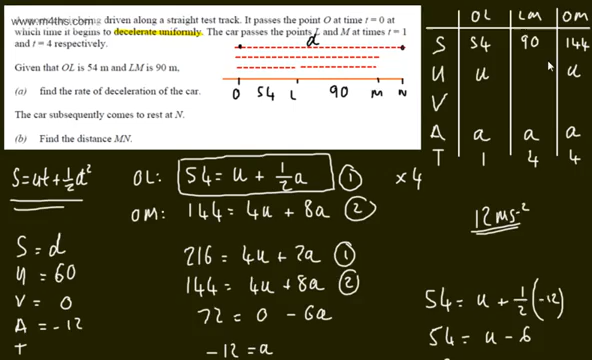 www.m4ths.com being driven along a straight test track. It passes the point O at time t = 0 at
which time it begins to decelerate uniformly. The car passes the points L and M at times t = 1
and t = 4 respectively.
d
Given that OL is 54 m and LM is 90 m,
(a) find the rate of deceleration of the car.
O 54 L 90 M N
The car subsequently comes to rest at N.
(b) Find the distance MN.
OL LM OM
S 54 90 144
U u u
V
A a a a
T 1 4 4
S=ut+½at²
OL: 54 = u + ½a ① ×4
OM: 144 = 4u + 8a ②
12ms⁻²
216 = 4u + 2a ①
144 = 4u + 8a ②
72 = 0 - 6a
-12 = a
S = d
U = 60
V = 0
A = -12
T
54 = u + ½(-12)
54 = u - 6